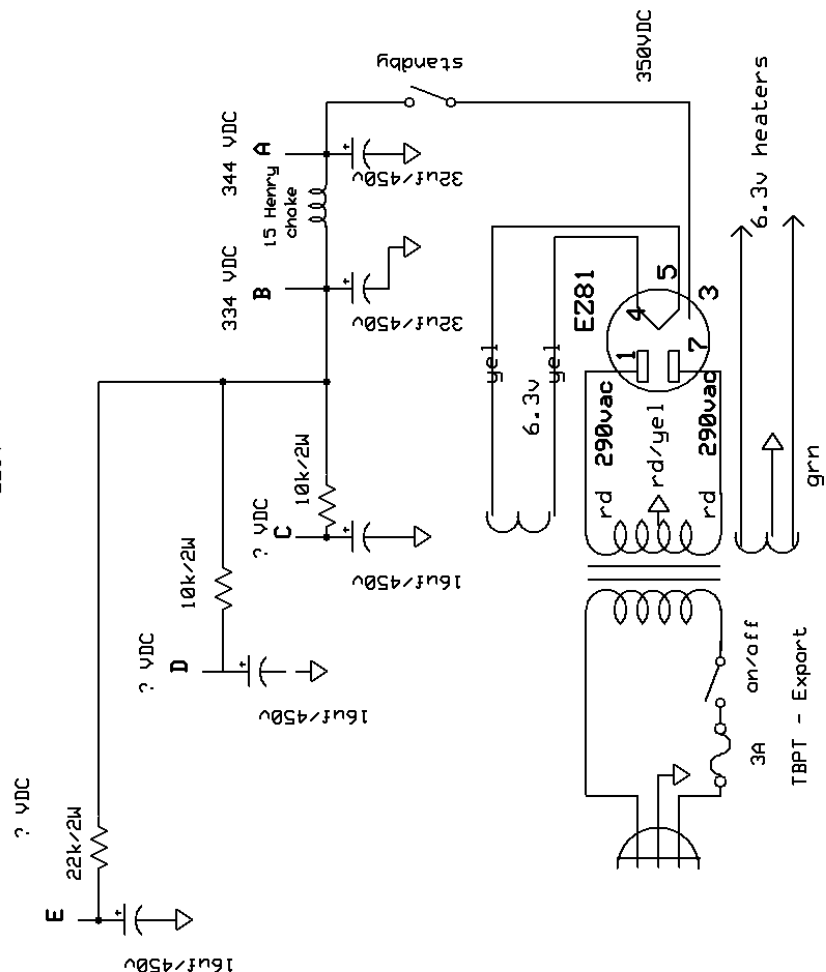 350VDC
standby
344 VDC
A
32uf/450v
15 Henry
choke
334 VDC
B
32uf/450v
10k/2W
? VDC
C
16uf/450v
10k/2W
? VDC
D
16uf/450v
22k/2W
? VDC
E
16uf/450v
6.3v heaters
EZ81
4
5
3
1
7
yel
6.3v
yel
rd
290vac
rd/yel
rd
290vac
grn
on/off
3A
TBPT - Export